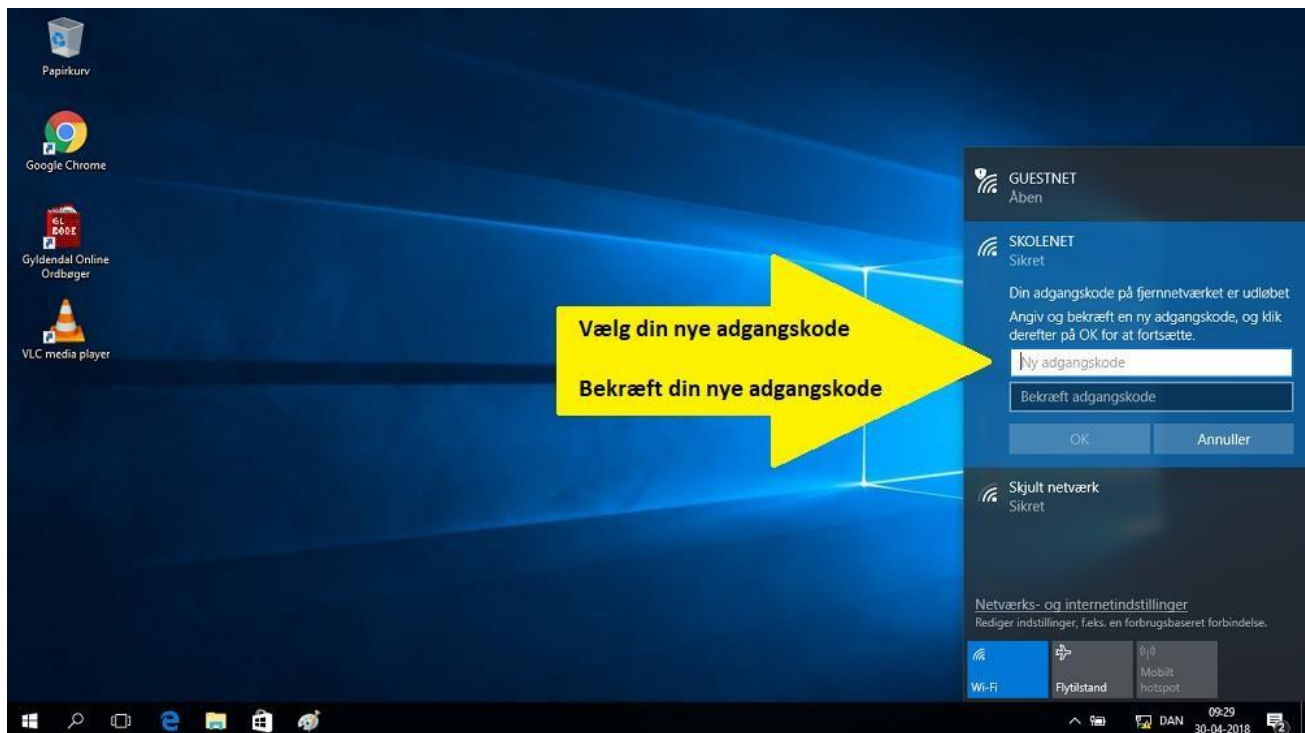 Papirkurv
Google Chrome
GL
RØDE
Gyldendal Online
Ordbøger
VLC media player
Vælg din nye adgangskode
Bekræft din nye adgangskode
GUESTNET
Åben
SKOLENET
Sikret
Din adgangskode på fjernnetværket er udløbet
Angiv og bekræft en ny adgangskode, og klik
derefter på OK for at fortsætte.
Ny adgangskode
Bekræft adgangskode
OK
Annuller
Skjult netværk
Sikret
Netværks- og internetindstillinger
Rediger indstillinger, f.eks. en forbrugsbaseret forbindelse.
Wi-Fi
Flytilstand
Mobilt
hotspot
DAN
09:29
30-04-2018
2